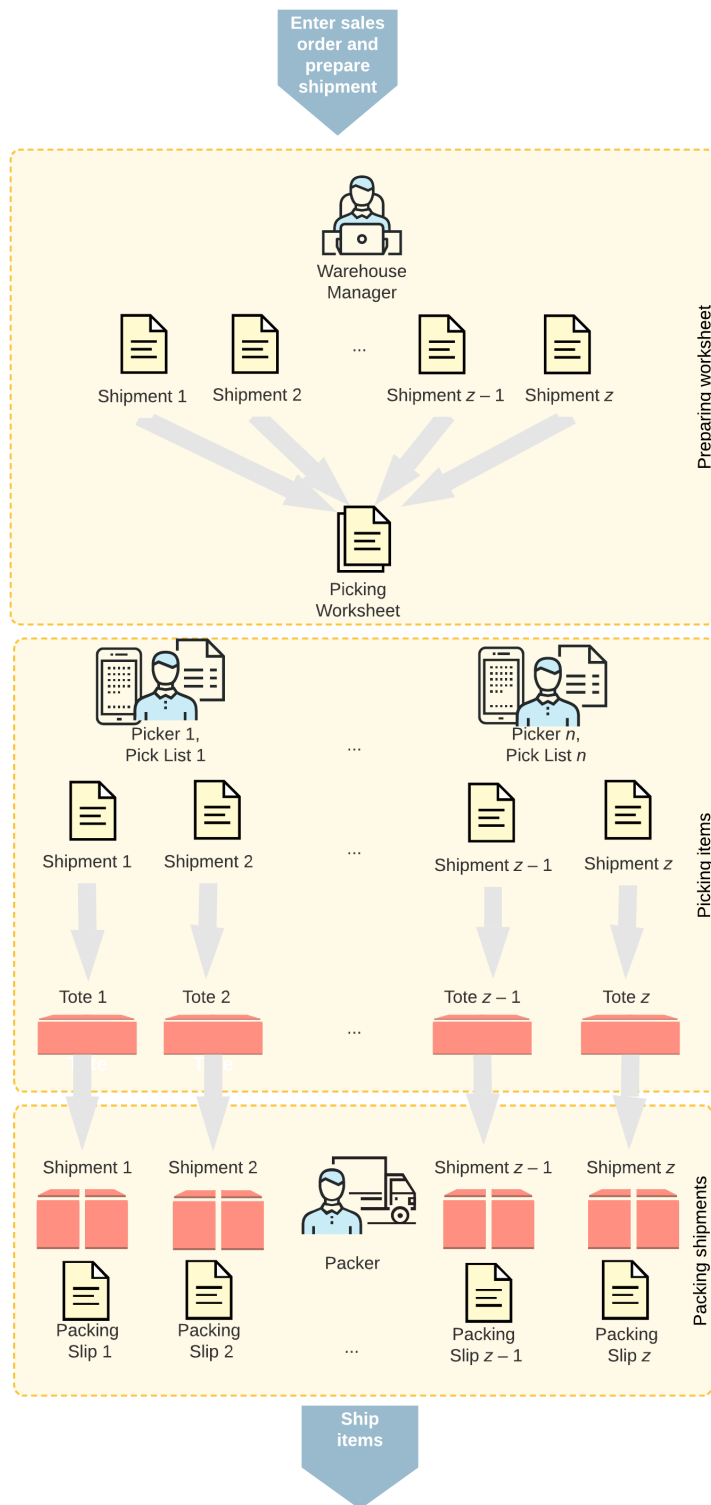 Enter sales
order and
prepare
shipment
Warehouse
Manager
Shipment 1
Shipment 2
...
Shipment z – 1
Shipment z
Preparing worksheet
Picking
Worksheet
Picker 1,
Pick List 1
...
Picker n,
Pick List n
Shipment 1
Shipment 2
...
Shipment z – 1
Shipment z
Picking items
Tote 1
Tote 2
...
Tote z – 1
Tote z
Shipment 1
Shipment 2
Shipment z – 1
Shipment z
Packer
Packing shipments
Packing
Slip 1
Packing
Slip 2
...
Packing
Slip z – 1
Packing
Slip z
Ship
items